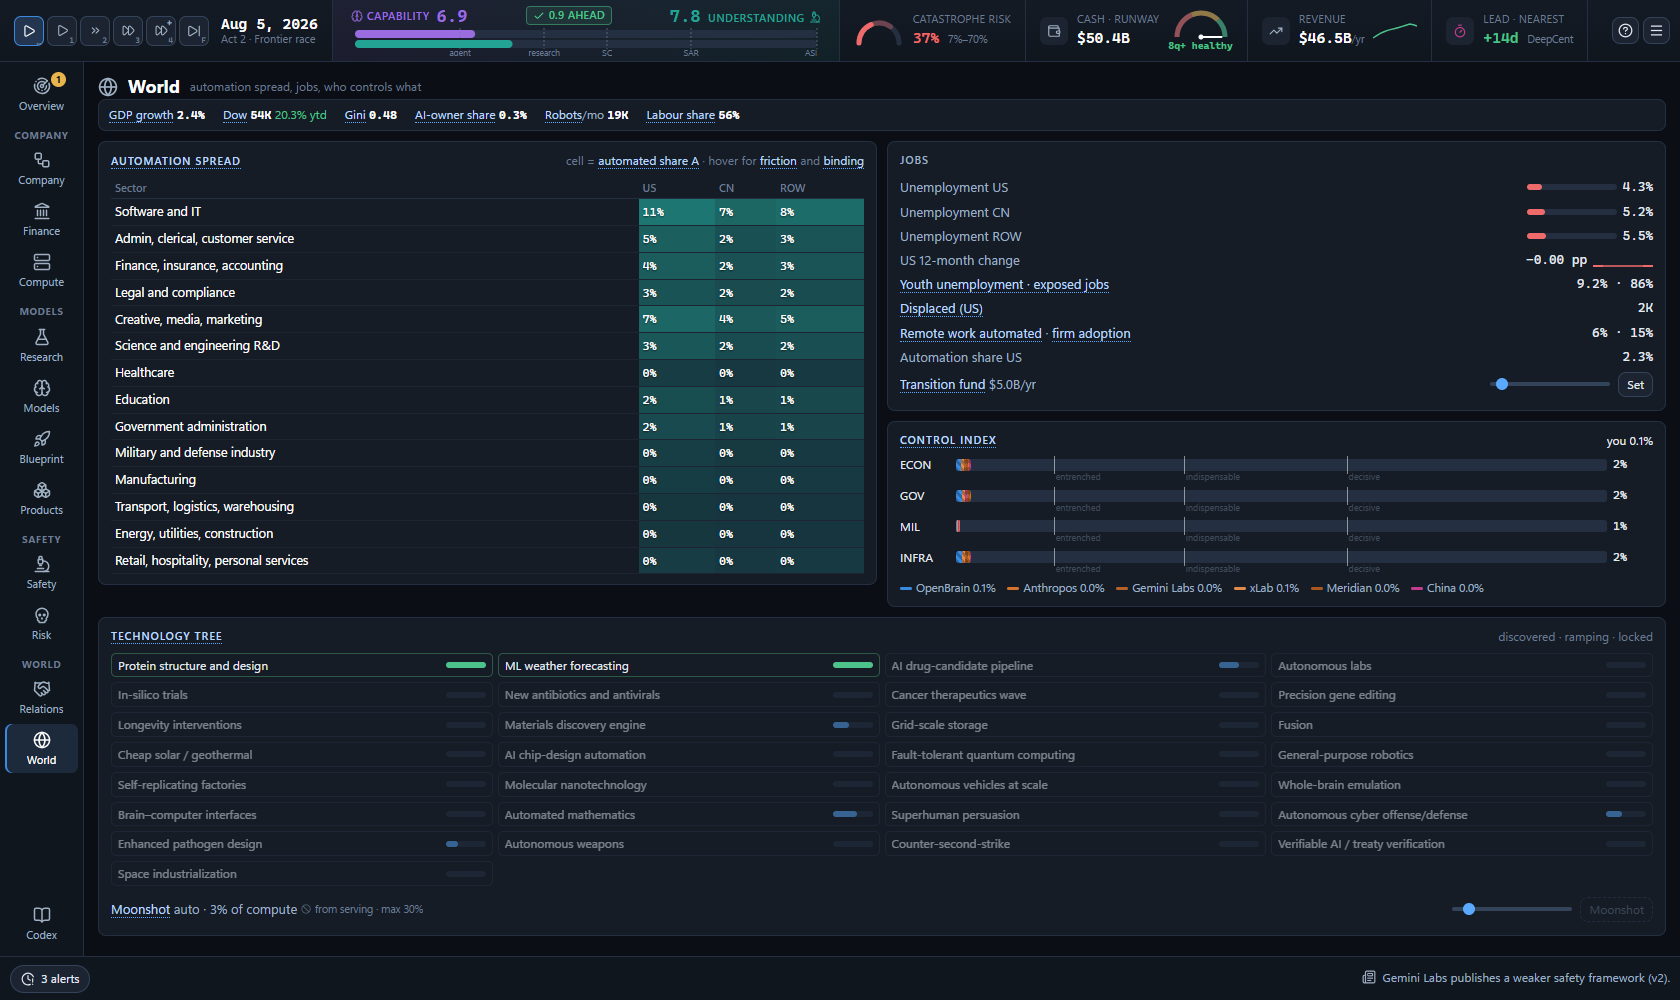 Aug 5, 2026
Act 2 · Frontier race
1
2
3
4
F
CAPABILITY 6.9
0.9 AHEAD
7.8 UNDERSTANDING
agent
research
SC
SAR
ASI
CATASTROPHE RISK
37% 7%–70%
CASH · RUNWAY
$50.4B
8q+ healthy
REVENUE
$46.5B/yr
LEAD · NEAREST
+14d DeepCent
1
Overview
COMPANY
Company
Finance
Compute
MODELS
Research
Models
Blueprint
Products
SAFETY
Safety
Risk
WORLD
Relations
World
Codex
World automation spread, jobs, who controls what
GDP growth 2.4% Dow 54K 20.3% ytd Gini 0.48 AI-owner share 0.3% Robots/mo 19K Labour share 56%
AUTOMATION SPREAD cell = automated share A · hover for friction and binding
Sector US CN ROW
Software and IT 11% 7% 8%
Admin, clerical, customer service 5% 2% 3%
Finance, insurance, accounting 4% 2% 3%
Legal and compliance 3% 2% 2%
Creative, media, marketing 7% 4% 5%
Science and engineering R&D 3% 2% 2%
Healthcare 0% 0% 0%
Education 2% 1% 1%
Government administration 2% 1% 1%
Military and defense industry 0% 0% 0%
Manufacturing 0% 0% 0%
Transport, logistics, warehousing 0% 0% 0%
Energy, utilities, construction 0% 0% 0%
Retail, hospitality, personal services 0% 0% 0%
JOBS
Unemployment US 4.3%
Unemployment CN 5.2%
Unemployment ROW 5.5%
US 12-month change −0.00 pp
Youth unemployment · exposed jobs 9.2% · 86%
Displaced (US) 2K
Remote work automated · firm adoption 6% · 15%
Automation share US 2.3%
Transition fund $5.0B/yr Set
CONTROL INDEX you 0.1%
ECON 2%
entrenched indispensable decisive
GOV 2%
entrenched indispensable decisive
MIL 1%
entrenched indispensable decisive
INFRA 2%
entrenched indispensable decisive
OpenBrain 0.1% Anthropos 0.0% Gemini Labs 0.0% xLab 0.1% Meridian 0.0% China 0.0%
TECHNOLOGY TREE discovered · ramping · locked
Protein structure and design ML weather forecasting AI drug-candidate pipeline Autonomous labs
In-silico trials New antibiotics and antivirals Cancer therapeutics wave Precision gene editing
Longevity interventions Materials discovery engine Grid-scale storage Fusion
Cheap solar / geothermal AI chip-design automation Fault-tolerant quantum computing General-purpose robotics
Self-replicating factories Molecular nanotechnology Autonomous vehicles at scale Whole-brain emulation
Brain–computer interfaces Automated mathematics Superhuman persuasion Autonomous cyber offense/defense
Enhanced pathogen design Autonomous weapons Counter-second-strike Verifiable AI / treaty verification
Space industrialization
Moonshot auto · 3% of compute from serving · max 30% Moonshot
3 alerts
Gemini Labs publishes a weaker safety framework (v2).